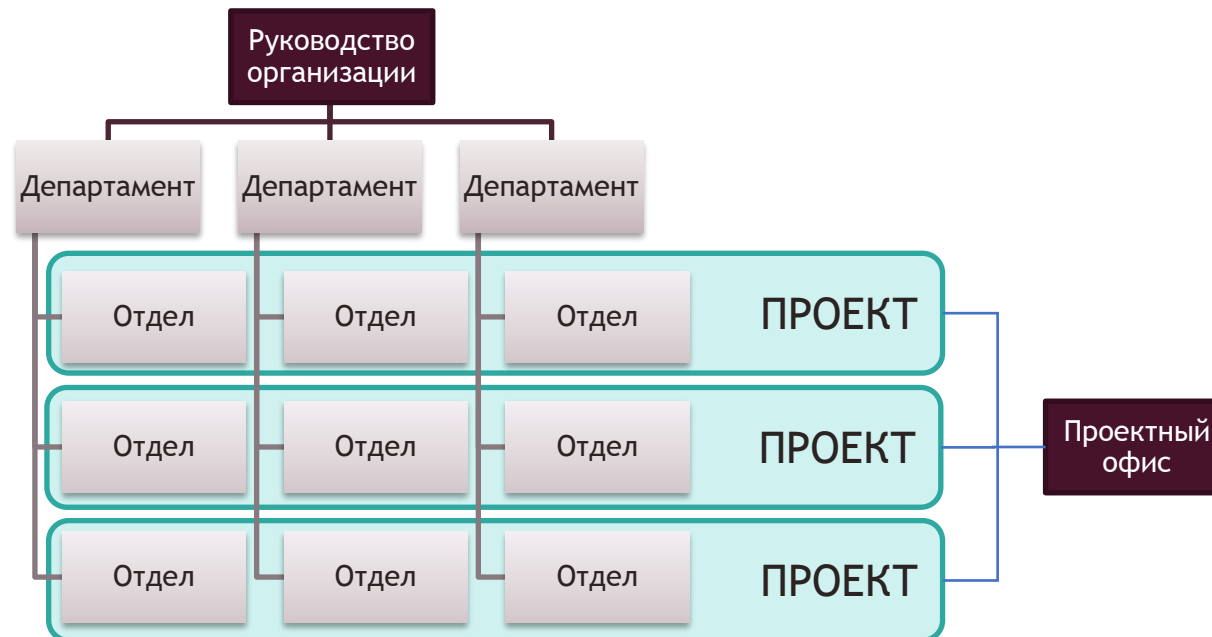 Руководство
организации
Департамент
Департамент
Департамент
Отдел
Отдел
Отдел
ПРОЕКТ
Отдел
Отдел
Отдел
ПРОЕКТ
Проектный
офис
Отдел
Отдел
Отдел
ПРОЕКТ